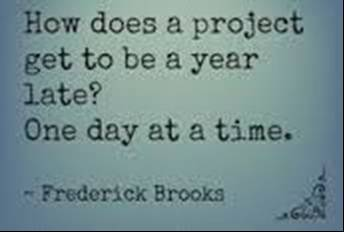 How does a project
get to be a year
late?
One day at a time.
~ Frederick Brooks